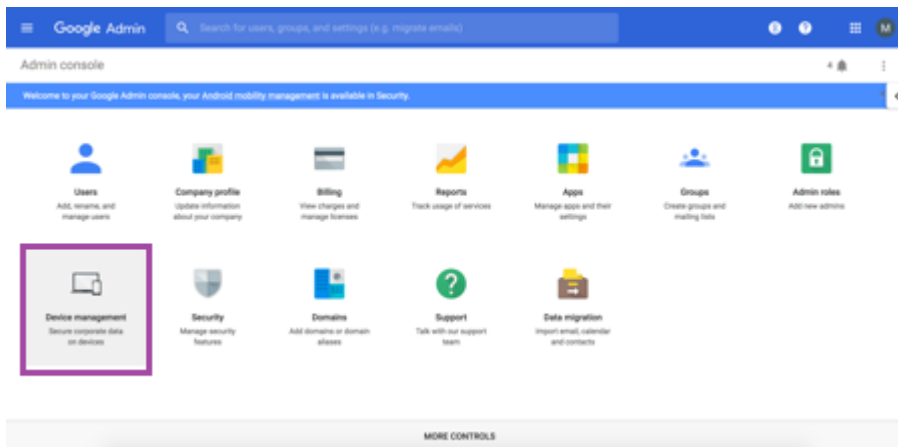 Google Admin
Search for users, groups, and settings (e.g. migrate emails)
M
Admin console
4
Welcome to your Google Admin console, your Android mobility management is available in Security.
Users
Add, rename, and
manage users
Company profile
Update information
about your company
Billing
View charges and
manage licenses
Reports
Track usage of services
Apps
Manage apps and their
settings
Groups
Create groups and
mailing lists
Admin roles
Add new admins
Device management
Secure corporate data
on devices
Security
Manage security
features
Domains
Add domains or domain
aliases
?
Support
Talk with our support
team
Data migration
Import email, calendar
and contacts
MORE CONTROLS